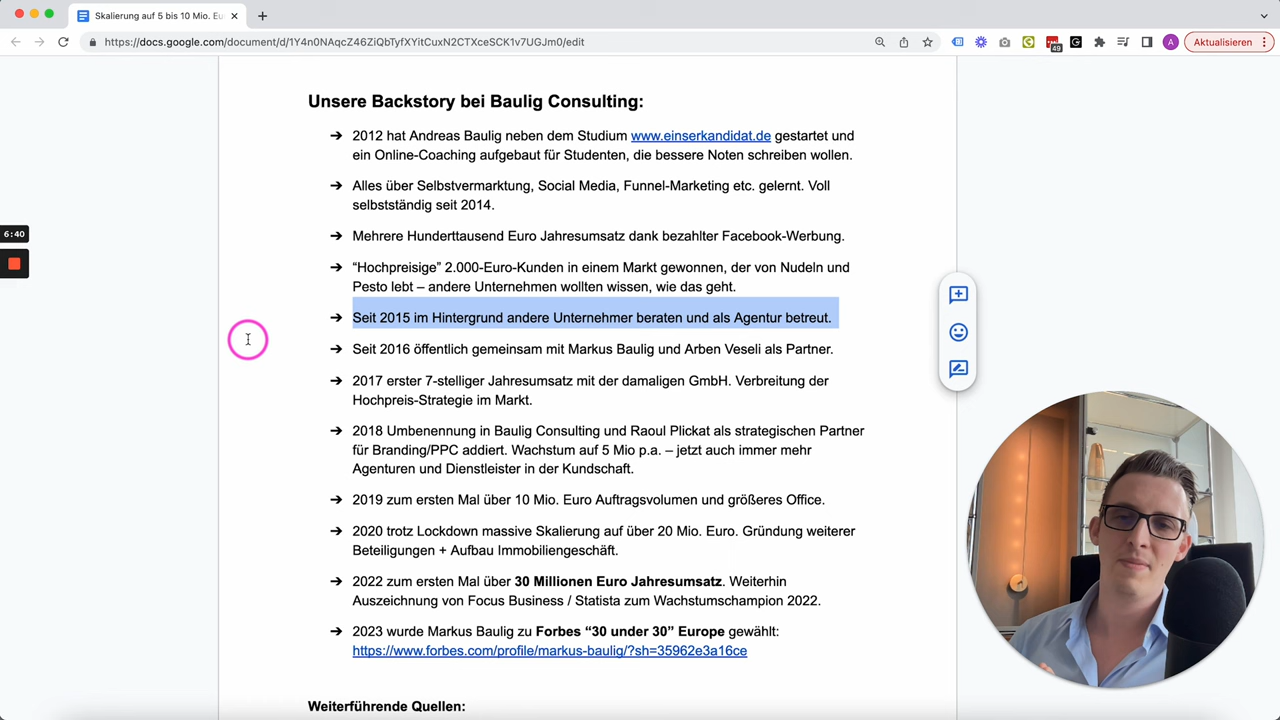 Skalierung auf 5 bis 10 Mio. Eu
https://docs.google.com/document/d/1Y4n0NAqcZ46ZiQbTyfXYitCuxN2CTXceSCK1v7UGJm0/edit
49
A
Aktualisieren
Unsere Backstory bei Baulig Consulting:
➔ 2012 hat Andreas Baulig neben dem Studium www.einserkandidat.de gestartet und
ein Online-Coaching aufgebaut für Studenten, die bessere Noten schreiben wollen.
➔ Alles über Selbstvermarktung, Social Media, Funnel-Marketing etc. gelernt. Voll
selbstständig seit 2014.
➔ Mehrere Hunderttausend Euro Jahresumsatz dank bezahlter Facebook-Werbung.
➔ “Hochpreisige” 2.000-Euro-Kunden in einem Markt gewonnen, der von Nudeln und
Pesto lebt – andere Unternehmen wollten wissen, wie das geht.
➔ Seit 2015 im Hintergrund andere Unternehmer beraten und als Agentur betreut.
➔ Seit 2016 öffentlich gemeinsam mit Markus Baulig und Arben Veseli als Partner.
➔ 2017 erster 7-stelliger Jahresumsatz mit der damaligen GmbH. Verbreitung der
Hochpreis-Strategie im Markt.
➔ 2018 Umbenennung in Baulig Consulting und Raoul Plickat als strategischen Partner
für Branding/PPC addiert. Wachstum auf 5 Mio p.a. – jetzt auch immer mehr
Agenturen und Dienstleister in der Kundschaft.
➔ 2019 zum ersten Mal über 10 Mio. Euro Auftragsvolumen und größeres Office.
➔ 2020 trotz Lockdown massive Skalierung auf über 20 Mio. Euro. Gründung weiterer
Beteiligungen + Aufbau Immobiliengeschäft.
➔ 2022 zum ersten Mal über 30 Millionen Euro Jahresumsatz. Weiterhin
Auszeichnung von Focus Business / Statista zum Wachstumschampion 2022.
➔ 2023 wurde Markus Baulig zu Forbes “30 under 30” Europe gewählt:
https://www.forbes.com/profile/markus-baulig/?sh=35962e3a16ce
Weiterführende Quellen:
6:40